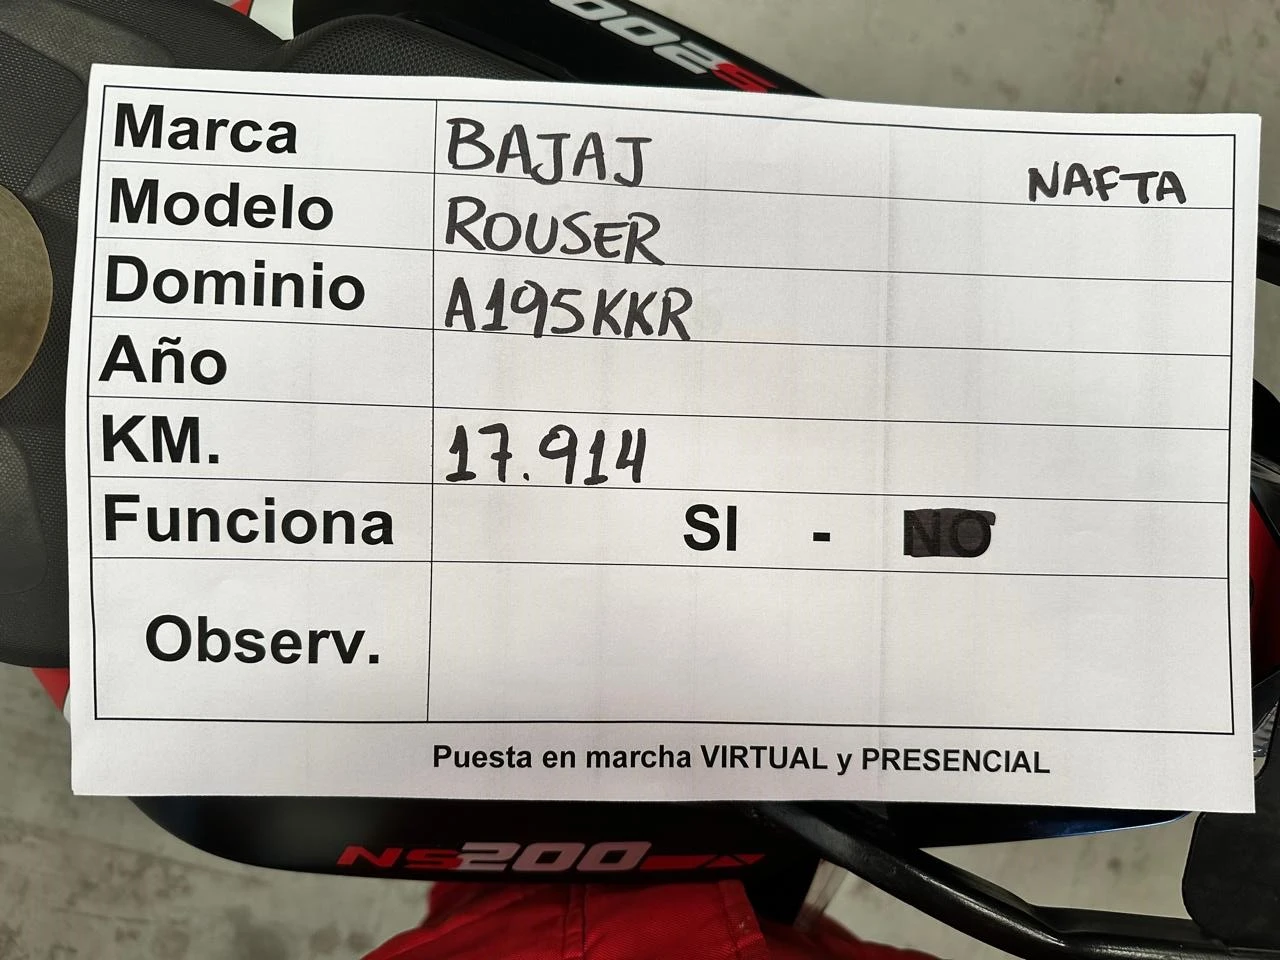 S200
Marca BAJAJ NAFTA
Modelo ROUSER
Dominio A195KKR
Año
KM. 17.914
Funciona SI - NO
Observ.
Puesta en marcha VIRTUAL y PRESENCIAL
NS200